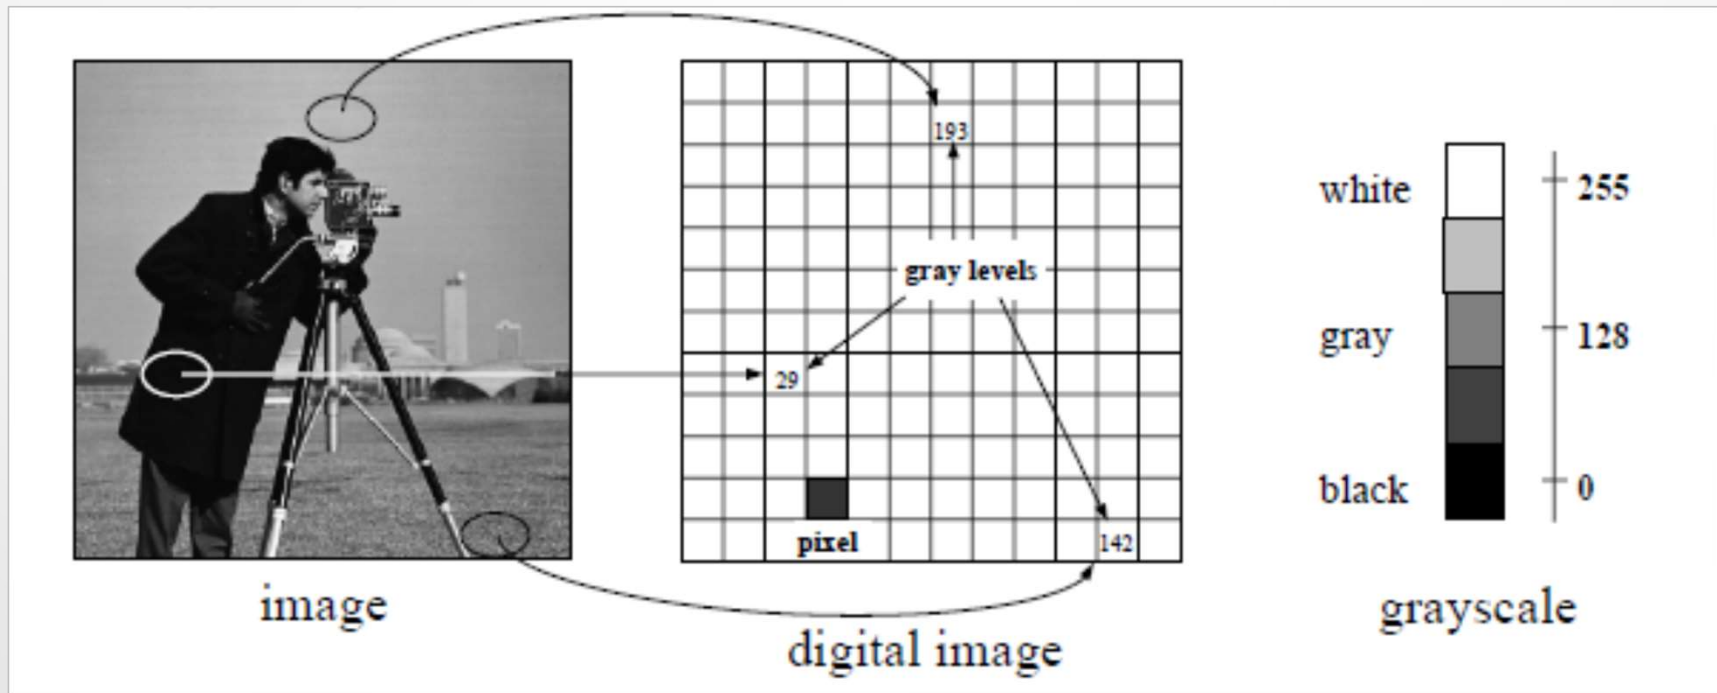 193
gray levels
29
pixel
142
image
digital image
white
255
gray
128
black
0
grayscale